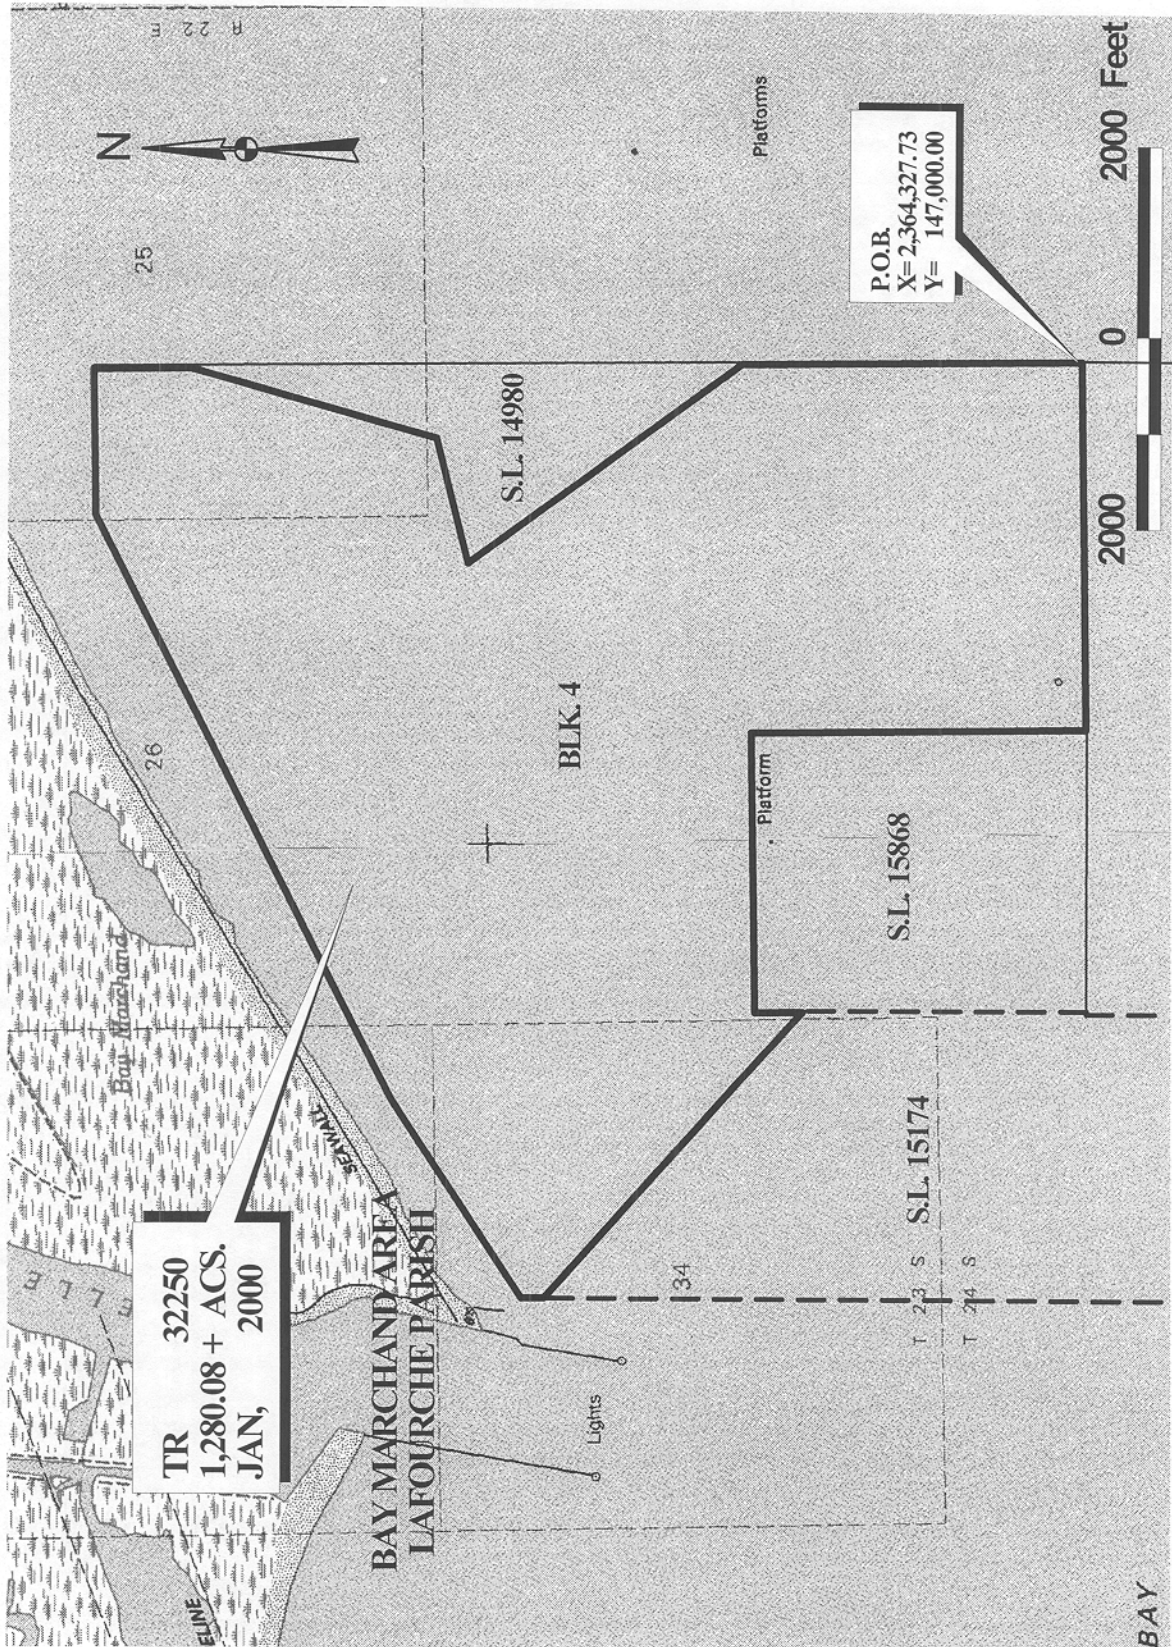 R 22 E
N
25
Platforms
P.O.B.
X= 2,364,327.73
Y= 147,000.00
S.L. 14980
26
BLK. 4
Bay Marchand
Platform
S.L. 15868
SEAWALL
TR 32250
1,280.08 + ACS.
JAN, 2000
BAY MARCHAND AREA
LAFOURCHE PARISH
34
S.L. 15174
T 23 S
T 24 S
Lights
ELINE
BAY
2000 0 2000 Feet